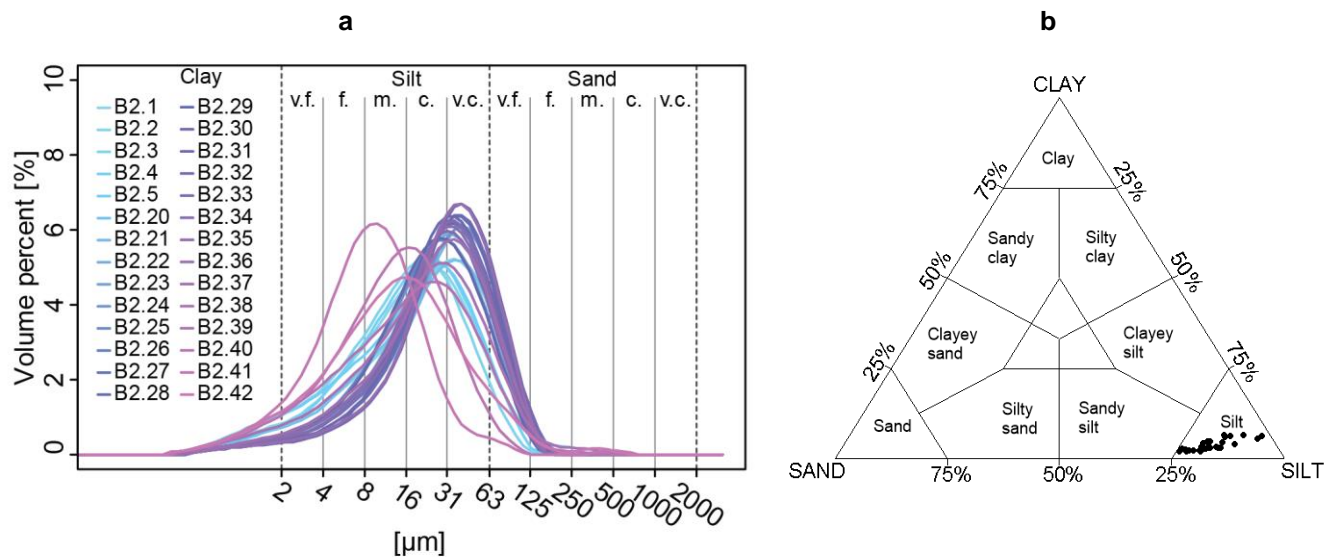 a
b
Clay Silt Sand
v.f. f. m. c. v.c. v.f. f. m. c. v.c.
B2.1 B2.29
B2.2 B2.30
B2.3 B2.31
B2.4 B2.32
B2.5 B2.33
B2.20 B2.34
B2.21 B2.35
B2.22 B2.36
B2.23 B2.37
B2.24 B2.38
B2.25 B2.39
B2.26 B2.40
B2.27 B2.41
B2.28 B2.42
Volume percent [%]
10
8
6
4
2
0
2 4 8 16 31 63 125 250 500 1000 2000
[µm]
CLAY
Clay
75% 25%
Sandy clay
Silty clay
50% 50%
Clayey sand
Clayey silt
25% 75%
Sand
Silty sand
Sandy silt
Silt
SAND 75% 50% 25% SILT